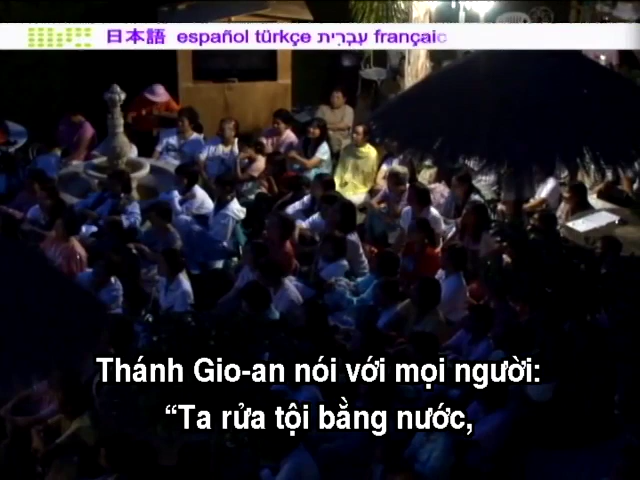 日本語 español türkçe עִבְרִית françai
Thánh Gio-an nói với mọi người:
“Ta rửa tội bằng nước,